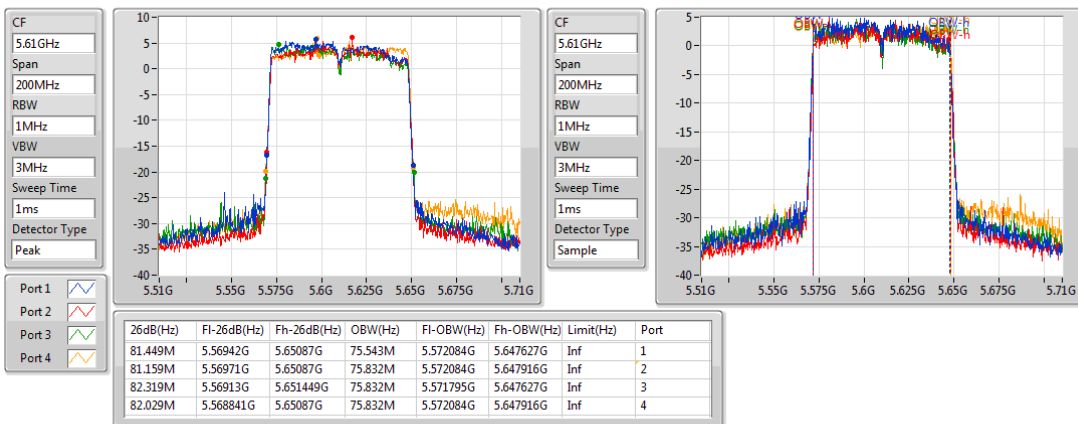 CF
5.61GHz
Span
200MHz
RBW
1MHz
VBW
3MHz
Sweep Time
1ms
Detector Type
Peak
10
5
0
-5
-10
-15
-20
-25
-30
-35
-40
5.51G 5.55G 5.575G 5.6G 5.625G 5.65G 5.675G 5.71G
CF
5.61GHz
Span
200MHz
RBW
1MHz
VBW
3MHz
Sweep Time
1ms
Detector Type
Sample
5
0
-5
-10
-15
-20
-25
-30
-35
-40
5.51G 5.55G 5.575G 5.6G 5.625G 5.65G 5.675G 5.71G
OBW-h
Port 1
Port 2
Port 3
Port 4
26dB(Hz) Fl-26dB(Hz) Fh-26dB(Hz) OBW(Hz) Fl-OBW(Hz) Fh-OBW(Hz) Limit(Hz) Port
81.449M 5.56942G 5.65087G 75.543M 5.572084G 5.647627G Inf 1
81.159M 5.56971G 5.65087G 75.832M 5.572084G 5.647916G Inf 2
82.319M 5.56913G 5.651449G 75.832M 5.571795G 5.647627G Inf 3
82.029M 5.568841G 5.65087G 75.832M 5.572084G 5.647916G Inf 4